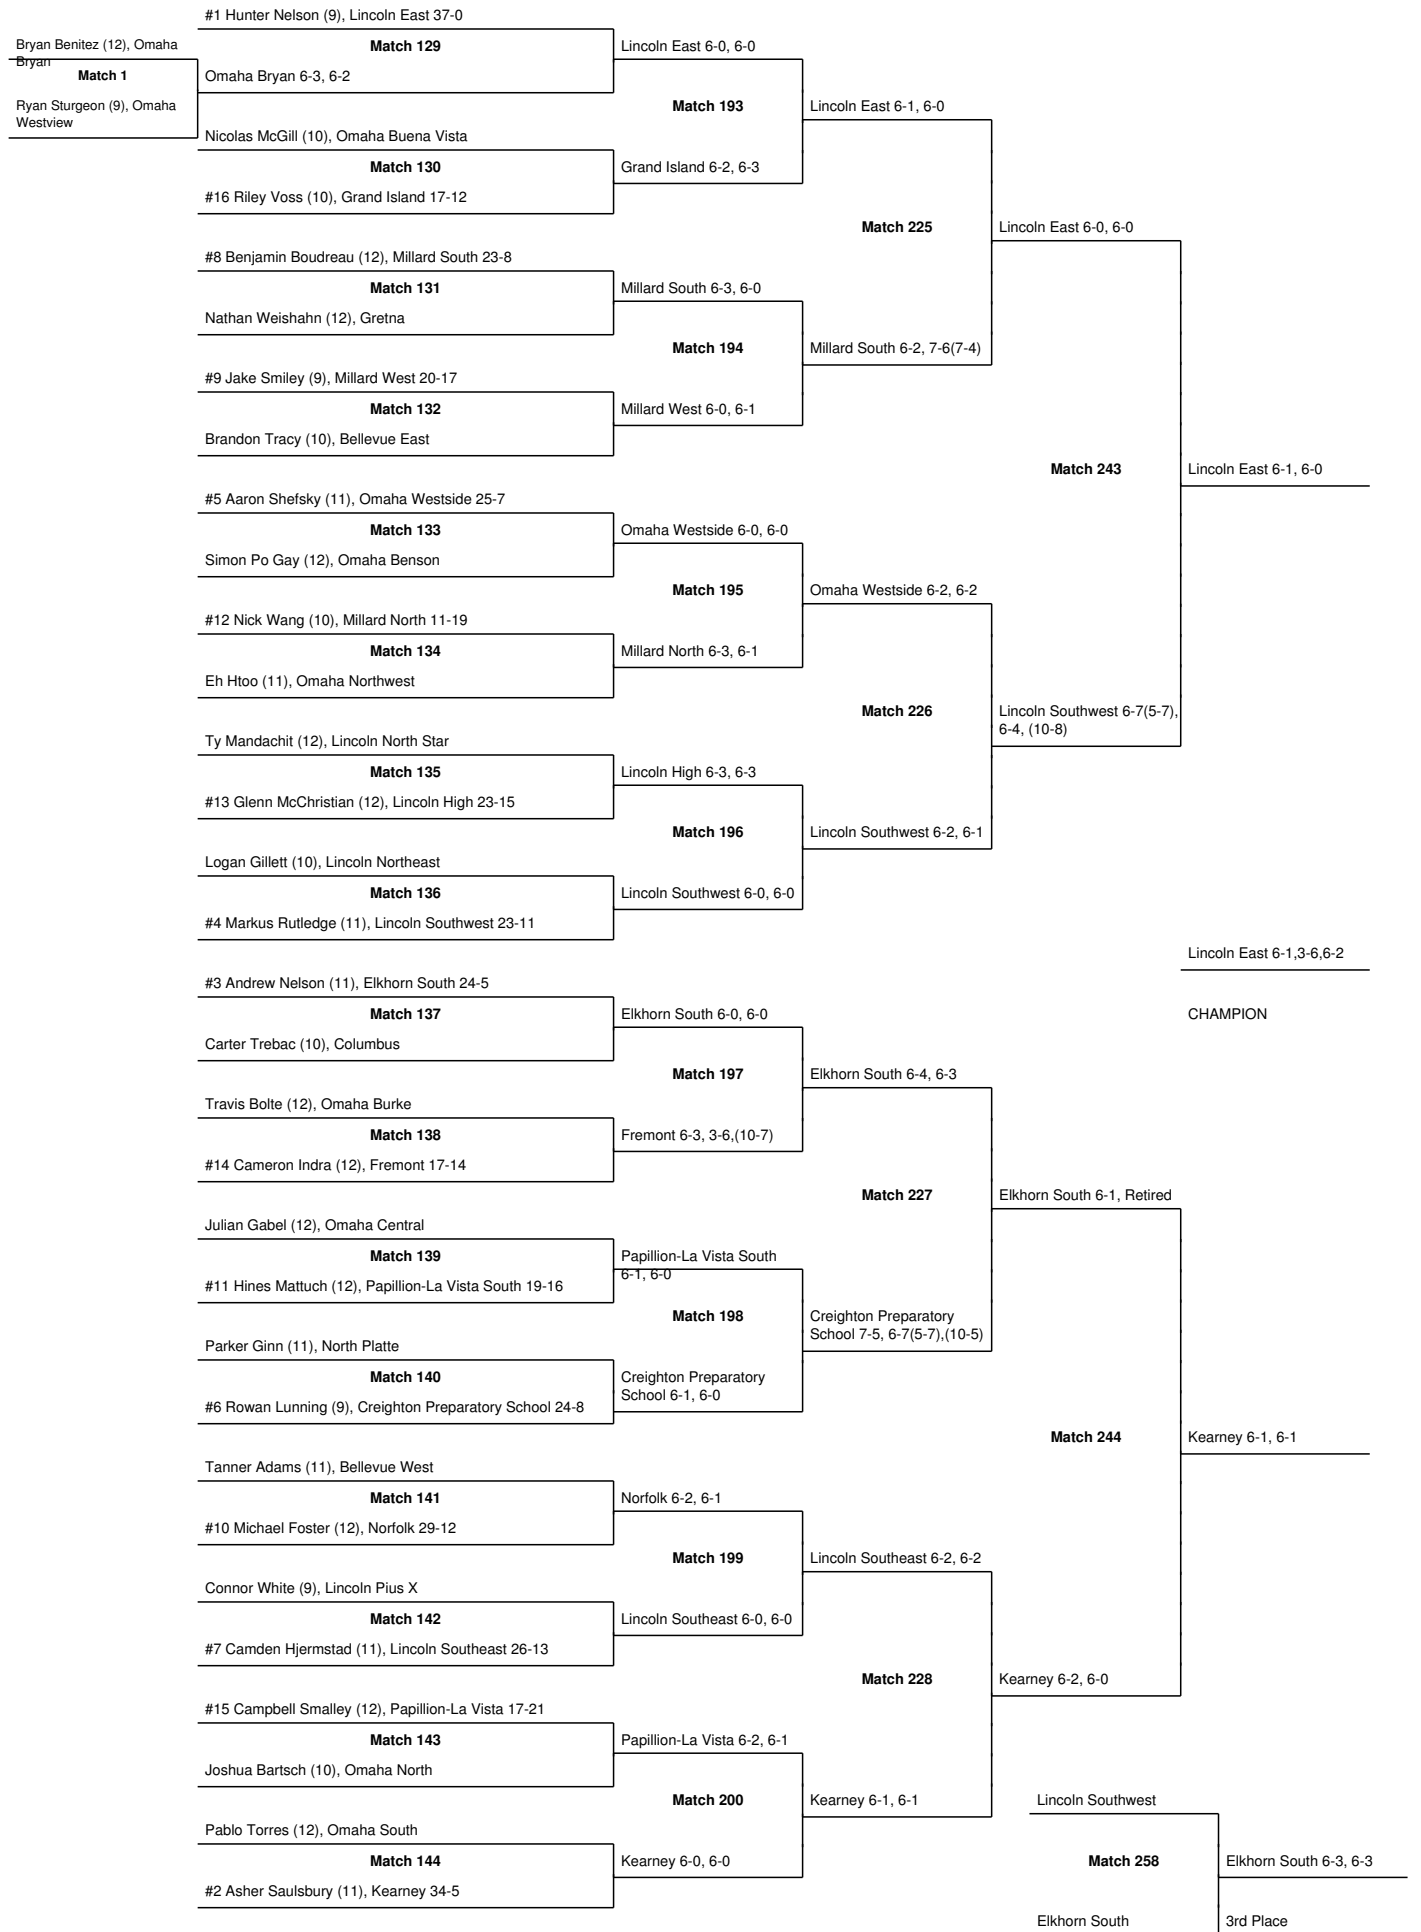 #1 Hunter Nelson (9), Lincoln East 37-0
Bryan Benitez (12), Omaha
Bryan
Match 129
Lincoln East 6-0, 6-0
Match 1
Omaha Bryan 6-3, 6-2
Ryan Sturgeon (9), Omaha
Westview
Match 193
Lincoln East 6-1, 6-0
Nicolas McGill (10), Omaha Buena Vista
Match 130
Grand Island 6-2, 6-3
#16 Riley Voss (10), Grand Island 17-12
Match 225
Lincoln East 6-0, 6-0
#8 Benjamin Boudreau (12), Millard South 23-8
Match 131
Millard South 6-3, 6-0
Nathan Weishahn (12), Gretna
Match 194
Millard South 6-2, 7-6(7-4)
#9 Jake Smiley (9), Millard West 20-17
Match 132
Millard West 6-0, 6-1
Brandon Tracy (10), Bellevue East
Match 243
Lincoln East 6-1, 6-0
#5 Aaron Shefsky (11), Omaha Westside 25-7
Match 133
Omaha Westside 6-0, 6-0
Simon Po Gay (12), Omaha Benson
Match 195
Omaha Westside 6-2, 6-2
#12 Nick Wang (10), Millard North 11-19
Match 134
Millard North 6-3, 6-1
Eh Htoo (11), Omaha Northwest
Match 226
Lincoln Southwest 6-7(5-7),
6-4, (10-8)
Ty Mandachit (12), Lincoln North Star
Match 135
Lincoln High 6-3, 6-3
#13 Glenn McChristian (12), Lincoln High 23-15
Match 196
Lincoln Southwest 6-2, 6-1
Logan Gillett (10), Lincoln Northeast
Match 136
Lincoln Southwest 6-0, 6-0
#4 Markus Rutledge (11), Lincoln Southwest 23-11
Lincoln East 6-1,3-6,6-2
#3 Andrew Nelson (11), Elkhorn South 24-5
Match 137
Elkhorn South 6-0, 6-0
CHAMPION
Carter Trebac (10), Columbus
Match 197
Elkhorn South 6-4, 6-3
Travis Bolte (12), Omaha Burke
Match 138
Fremont 6-3, 3-6,(10-7)
#14 Cameron Indra (12), Fremont 17-14
Match 227
Elkhorn South 6-1, Retired
Julian Gabel (12), Omaha Central
Match 139
Papillion-La Vista South
6-1, 6-0
#11 Hines Mattuch (12), Papillion-La Vista South 19-16
Match 198
Creighton Preparatory
School 7-5, 6-7(5-7),(10-5)
Parker Ginn (11), North Platte
Match 140
Creighton Preparatory
School 6-1, 6-0
#6 Rowan Lunning (9), Creighton Preparatory School 24-8
Match 244
Kearney 6-1, 6-1
Tanner Adams (11), Bellevue West
Match 141
Norfolk 6-2, 6-1
#10 Michael Foster (12), Norfolk 29-12
Match 199
Lincoln Southeast 6-2, 6-2
Connor White (9), Lincoln Pius X
Match 142
Lincoln Southeast 6-0, 6-0
#7 Camden Hjermstad (11), Lincoln Southeast 26-13
Match 228
Kearney 6-2, 6-0
#15 Campbell Smalley (12), Papillion-La Vista 17-21
Match 143
Papillion-La Vista 6-2, 6-1
Joshua Bartsch (10), Omaha North
Match 200
Kearney 6-1, 6-1
Lincoln Southwest
Pablo Torres (12), Omaha South
Match 144
Kearney 6-0, 6-0
Match 258
Elkhorn South 6-3, 6-3
#2 Asher Saulsbury (11), Kearney 34-5
Elkhorn South
3rd Place